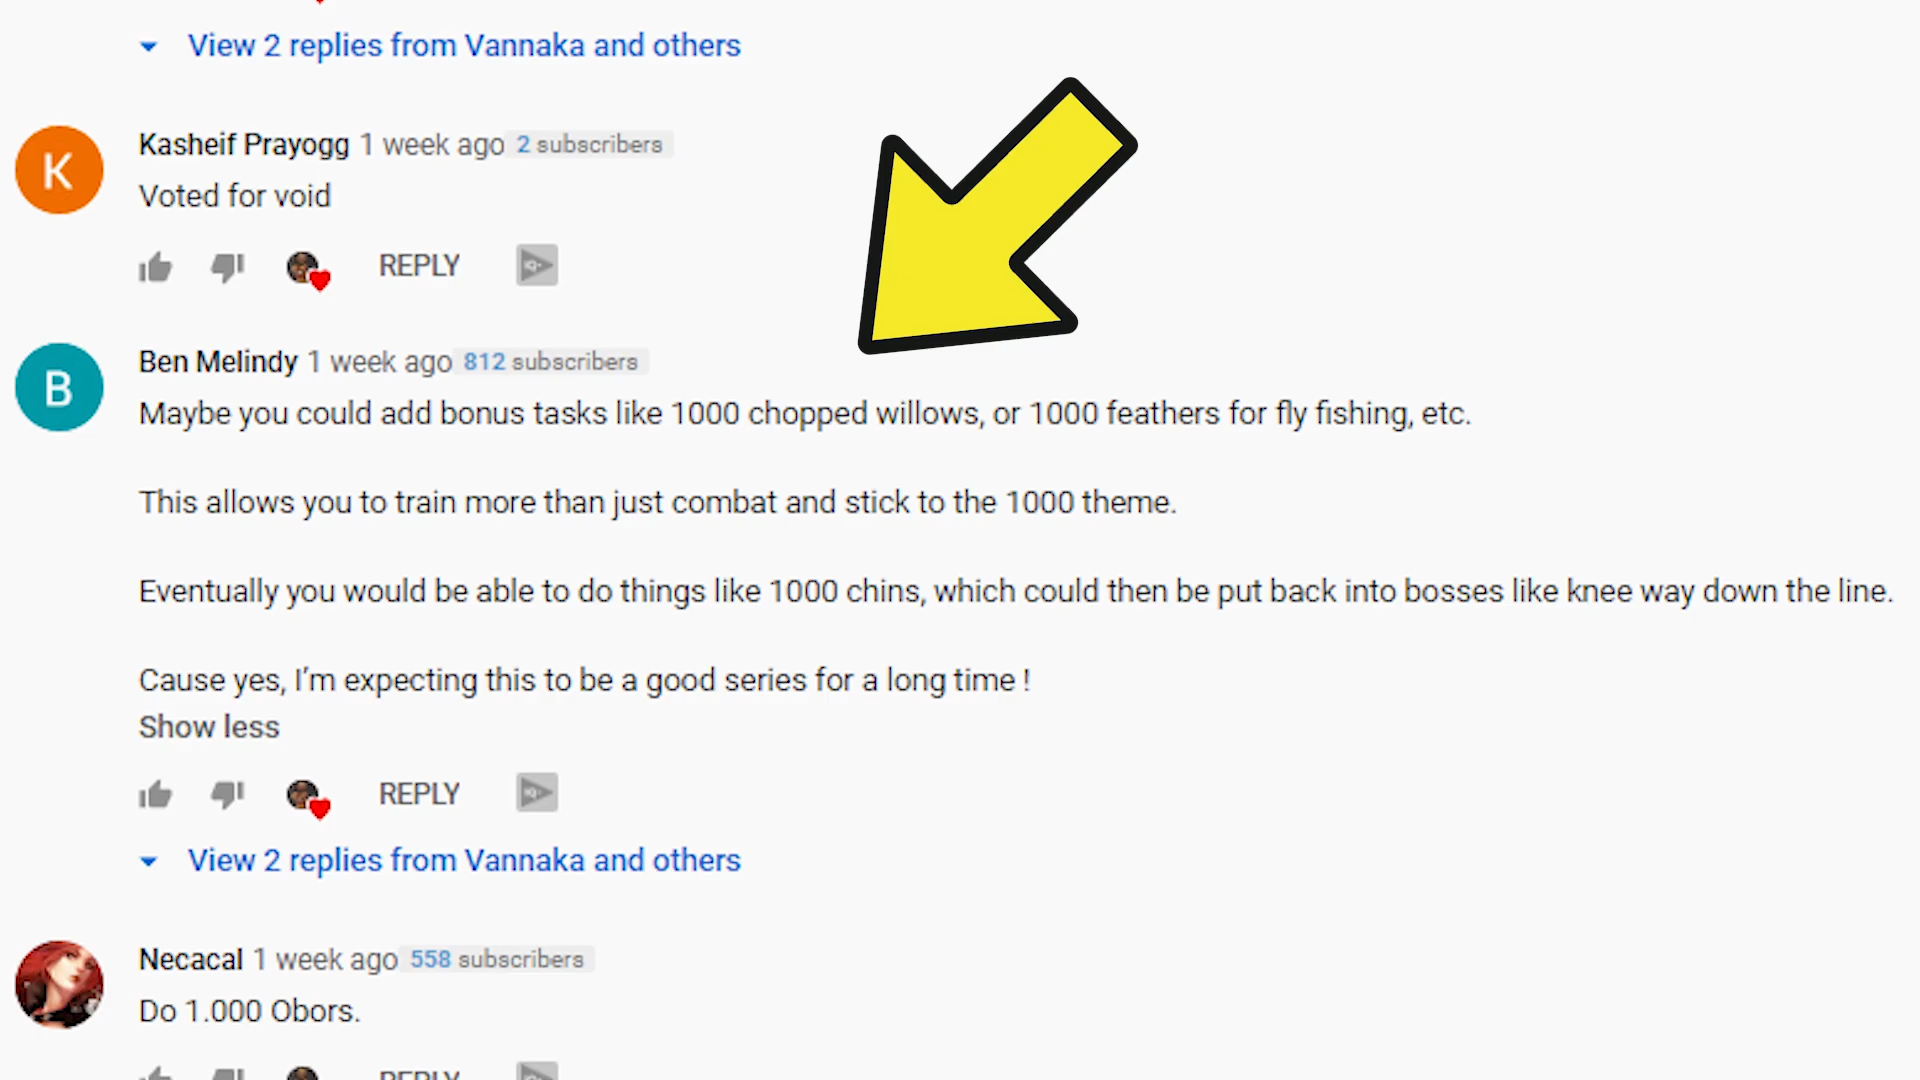 View 2 replies from Vannaka and others
K
Kasheif Prayogg 1 week ago 2 subscribers
Voted for void
REPLY
B
Ben Melindy 1 week ago 812 subscribers
Maybe you could add bonus tasks like 1000 chopped willows, or 1000 feathers for fly fishing, etc.
This allows you to train more than just combat and stick to the 1000 theme.
Eventually you would be able to do things like 1000 chins, which could then be put back into bosses like knee way down the line.
Cause yes, I'm expecting this to be a good series for a long time !
Show less
REPLY
View 2 replies from Vannaka and others
Necacal 1 week ago 558 subscribers
Do 1.000 Obors.
REPLY